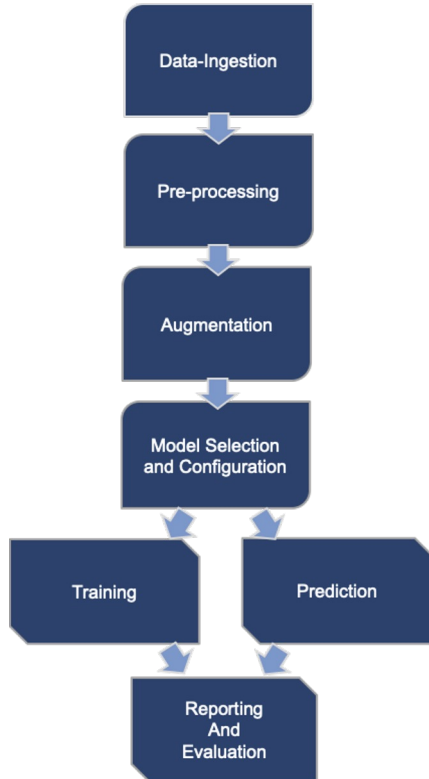 Data-Ingestion
Pre-processing
Augmentation
Model Selection
and Configuration
Training
Prediction
Reporting
And
Evaluation